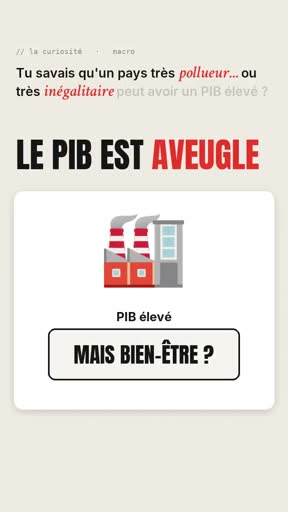 // la curiosité · macro
Tu savais qu'un pays très pollueur... ou
très inégalitaire peut avoir un PIB élevé ?
LE PIB EST AVEUGLE
PIB élevé
MAIS BIEN-ÊTRE ?